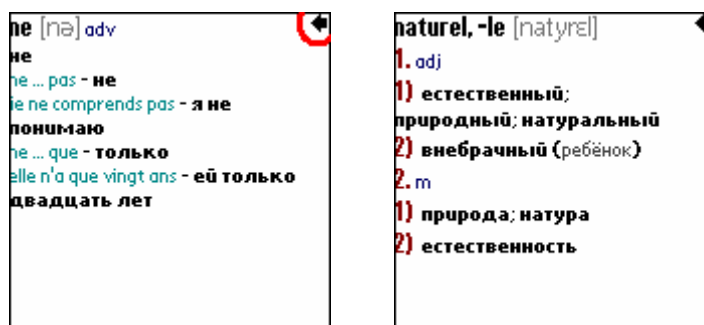 ne [nə] adv
не
ne ... pas - не
je ne comprends pas - я не
понимаю
ne ... que - только
elle n'a que vingt ans - ей только
двадцать лет
naturel, -le [natyrɛl]
1. adj
1) естественный;
природный; натуральный
2) внебрачный (ребёнок)
2. m
1) природа; натура
2) естественность